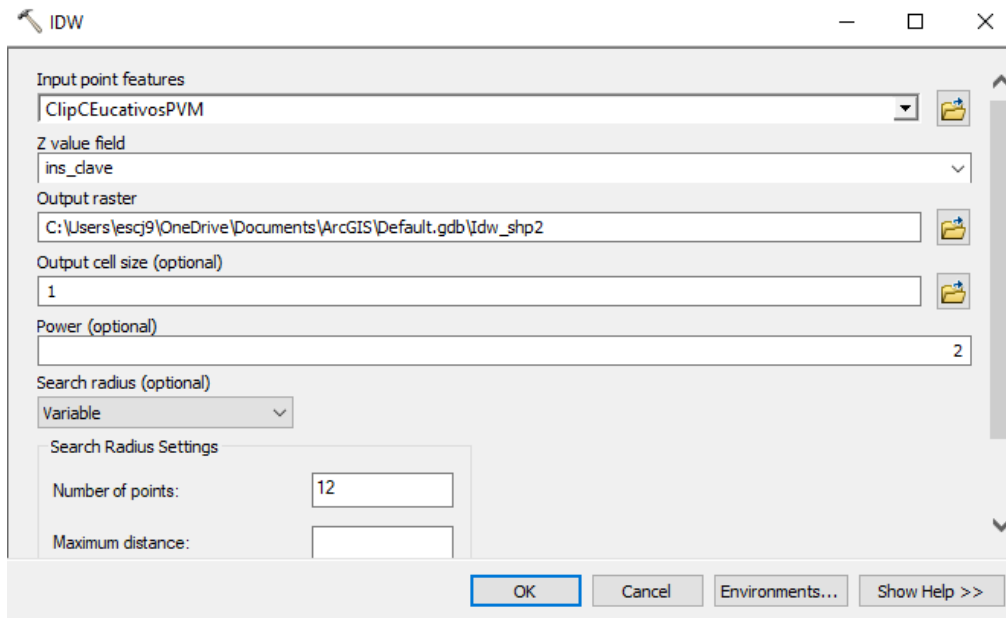 IDW
Input point features
ClipCEucativosPVM
Z value field
ins_clave
Output raster
C:\Users\escj9\OneDrive\Documents\ArcGIS\Default.gdb\Idw_shp2
Output cell size (optional)
1
Power (optional)
2
Search radius (optional)
Variable
Search Radius Settings
Number of points: 12
Maximum distance:
OK Cancel Environments... Show Help >>